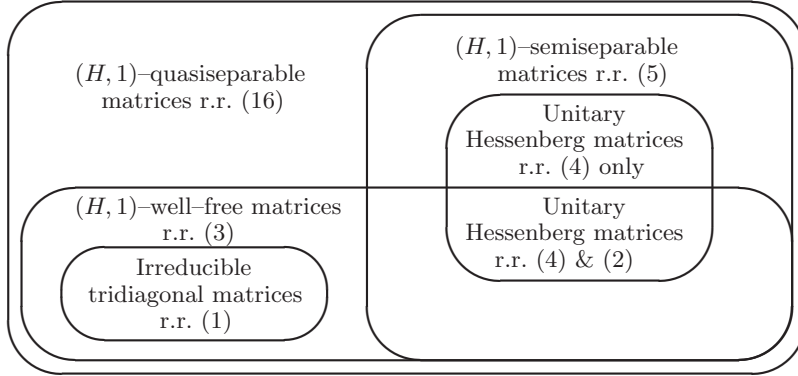 (H, 1)–quasiseparable
matrices r.r. (16)
(H, 1)–semiseparable
matrices r.r. (5)
Unitary
Hessenberg matrices
r.r. (4) only
(H, 1)–well–free matrices
r.r. (3)
Unitary
Hessenberg matrices
r.r. (4) & (2)
Irreducible
tridiagonal matrices
r.r. (1)